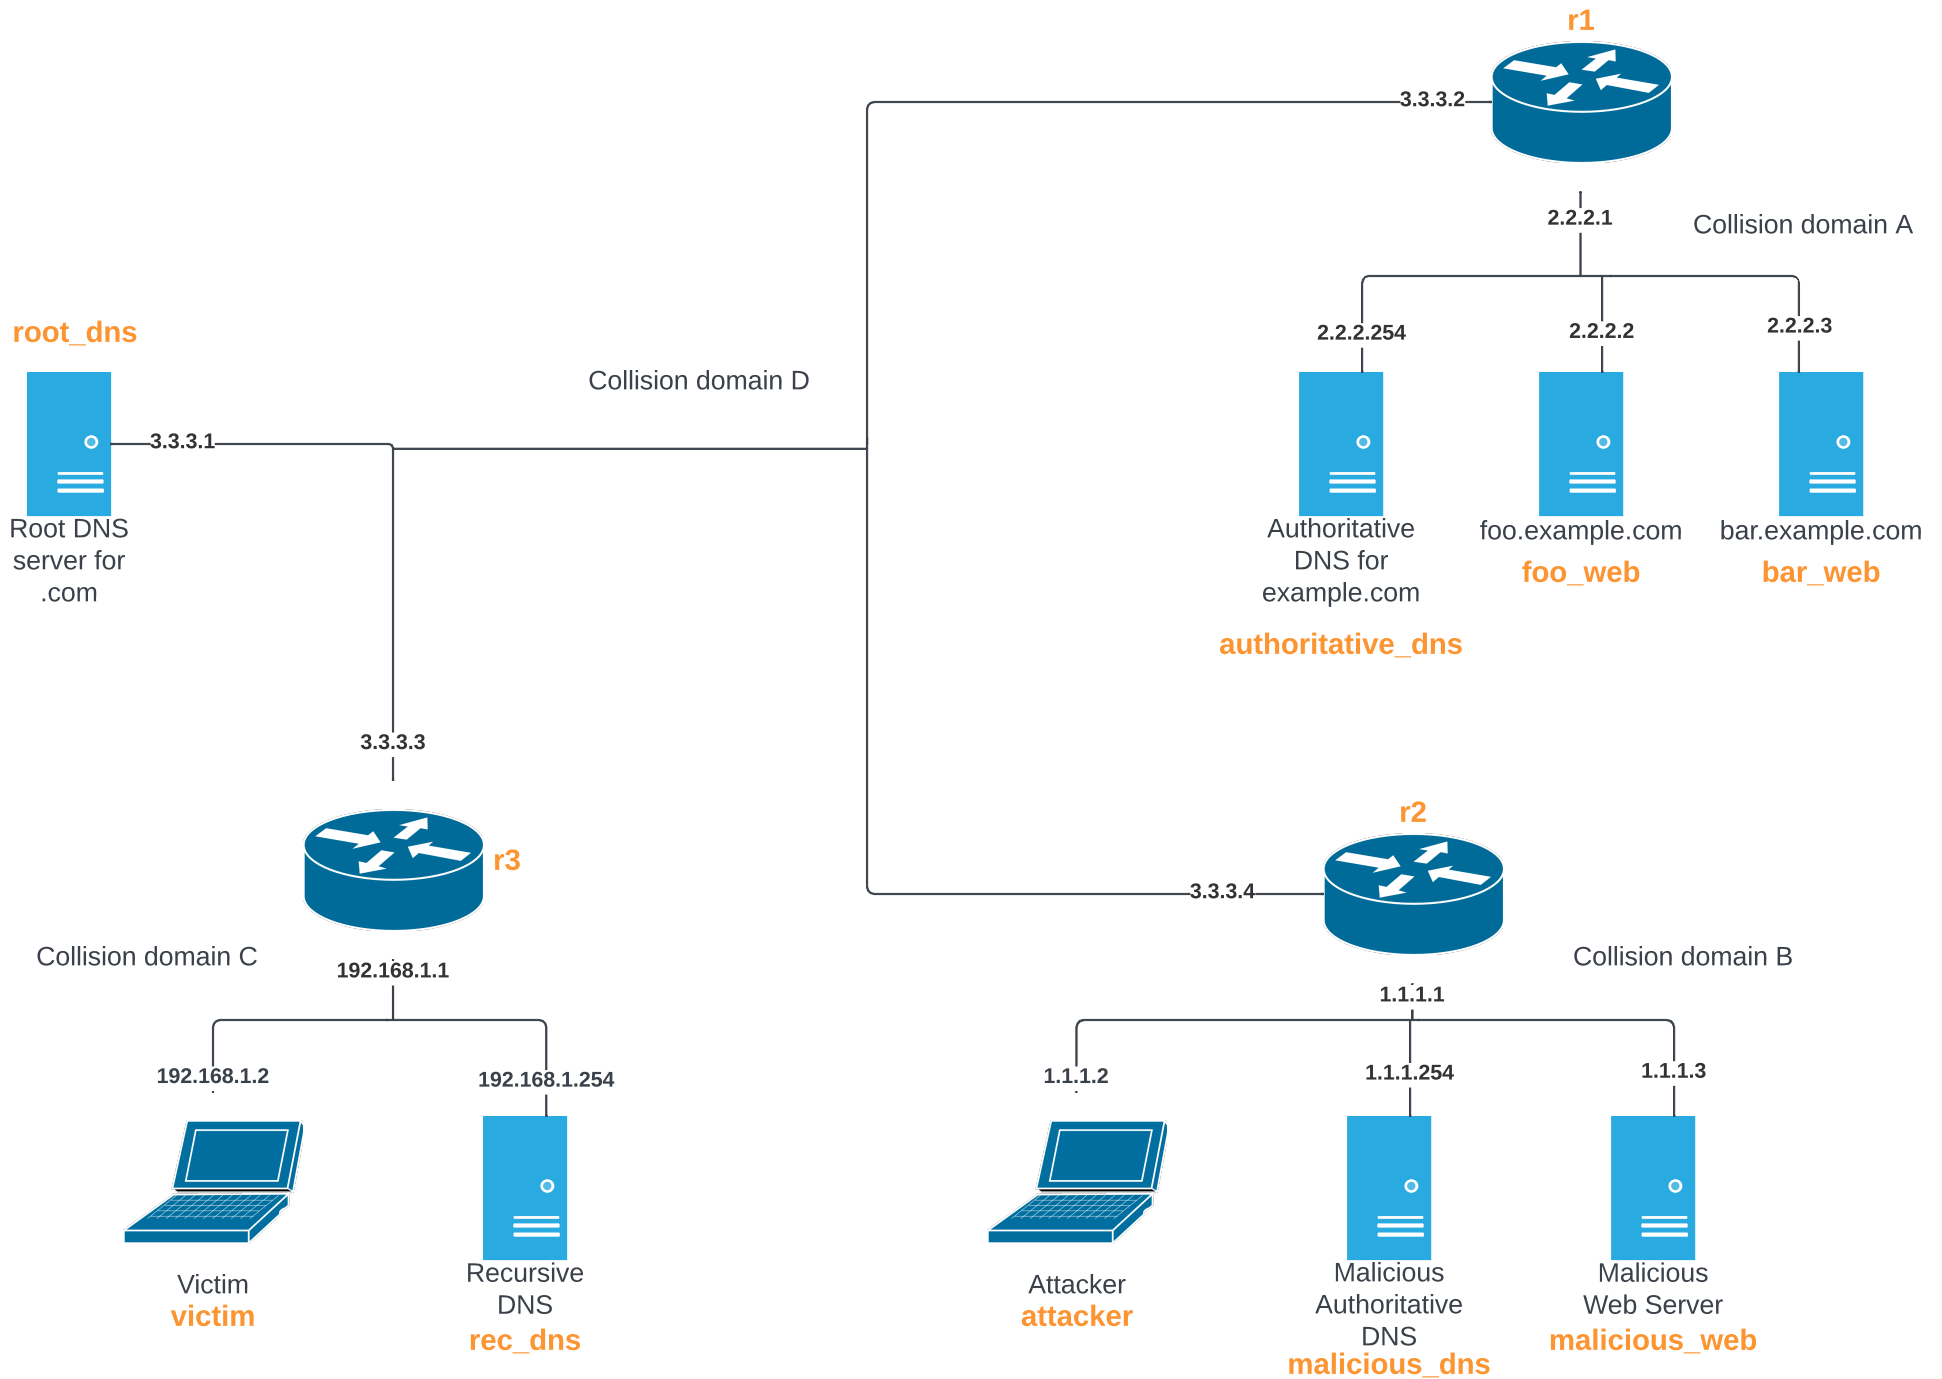 r1
3.3.3.2
2.2.2.1
Collision domain A
root_dns
2.2.2.254
2.2.2.2
2.2.2.3
Collision domain D
3.3.3.1
Root DNS
server for
.com
Authoritative
DNS for
example.com
authoritative_dns
foo.example.com
foo_web
bar.example.com
bar_web
3.3.3.3
r3
r2
3.3.3.4
Collision domain C
192.168.1.1
Collision domain B
1.1.1.1
192.168.1.2
192.168.1.254
1.1.1.2
1.1.1.254
1.1.1.3
Victim
victim
Recursive
DNS
rec_dns
Attacker
attacker
Malicious
Authoritative
DNS
malicious_dns
Malicious
Web Server
malicious_web